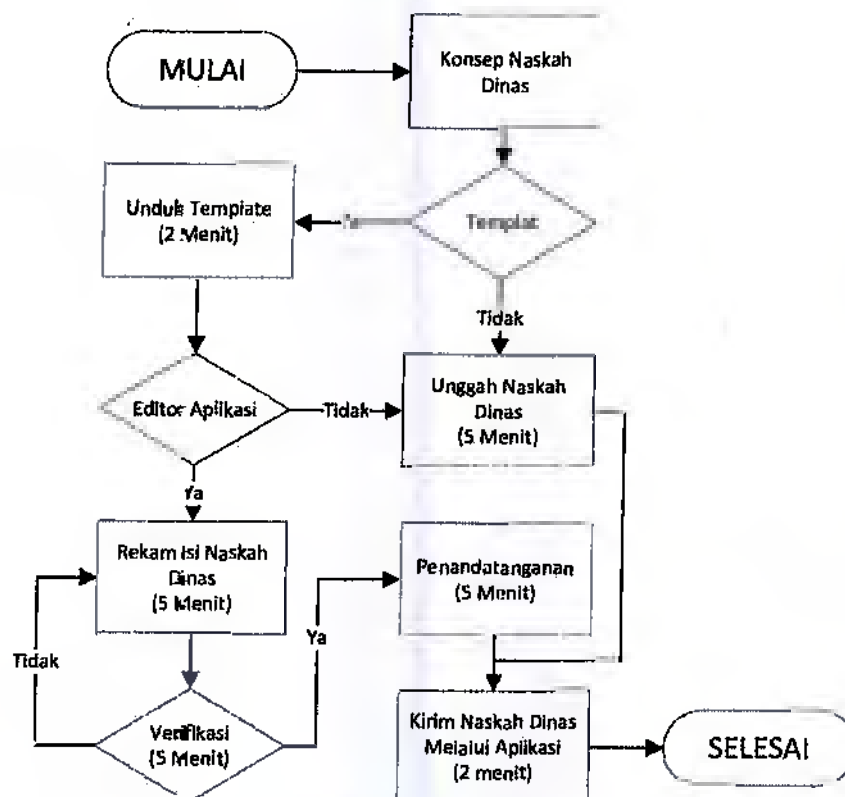 MULAI
Konsep Naskah
Dinas
Templat
Ya
Unduh Template
(2 Menit)
Tidak
Editor Aplikasi
Tidak
Unggah Naskah
Dinas
(5 Menit)
Ya
Rekam Isi Naskah
Dinas
(5 Menit)
Penandatanganan
(5 Menit)
Ya
Tidak
Verifikasi
(5 Menit)
Kirim Naskah Dinas
Melalui Aplikasi
(2 menit)
SELESAI